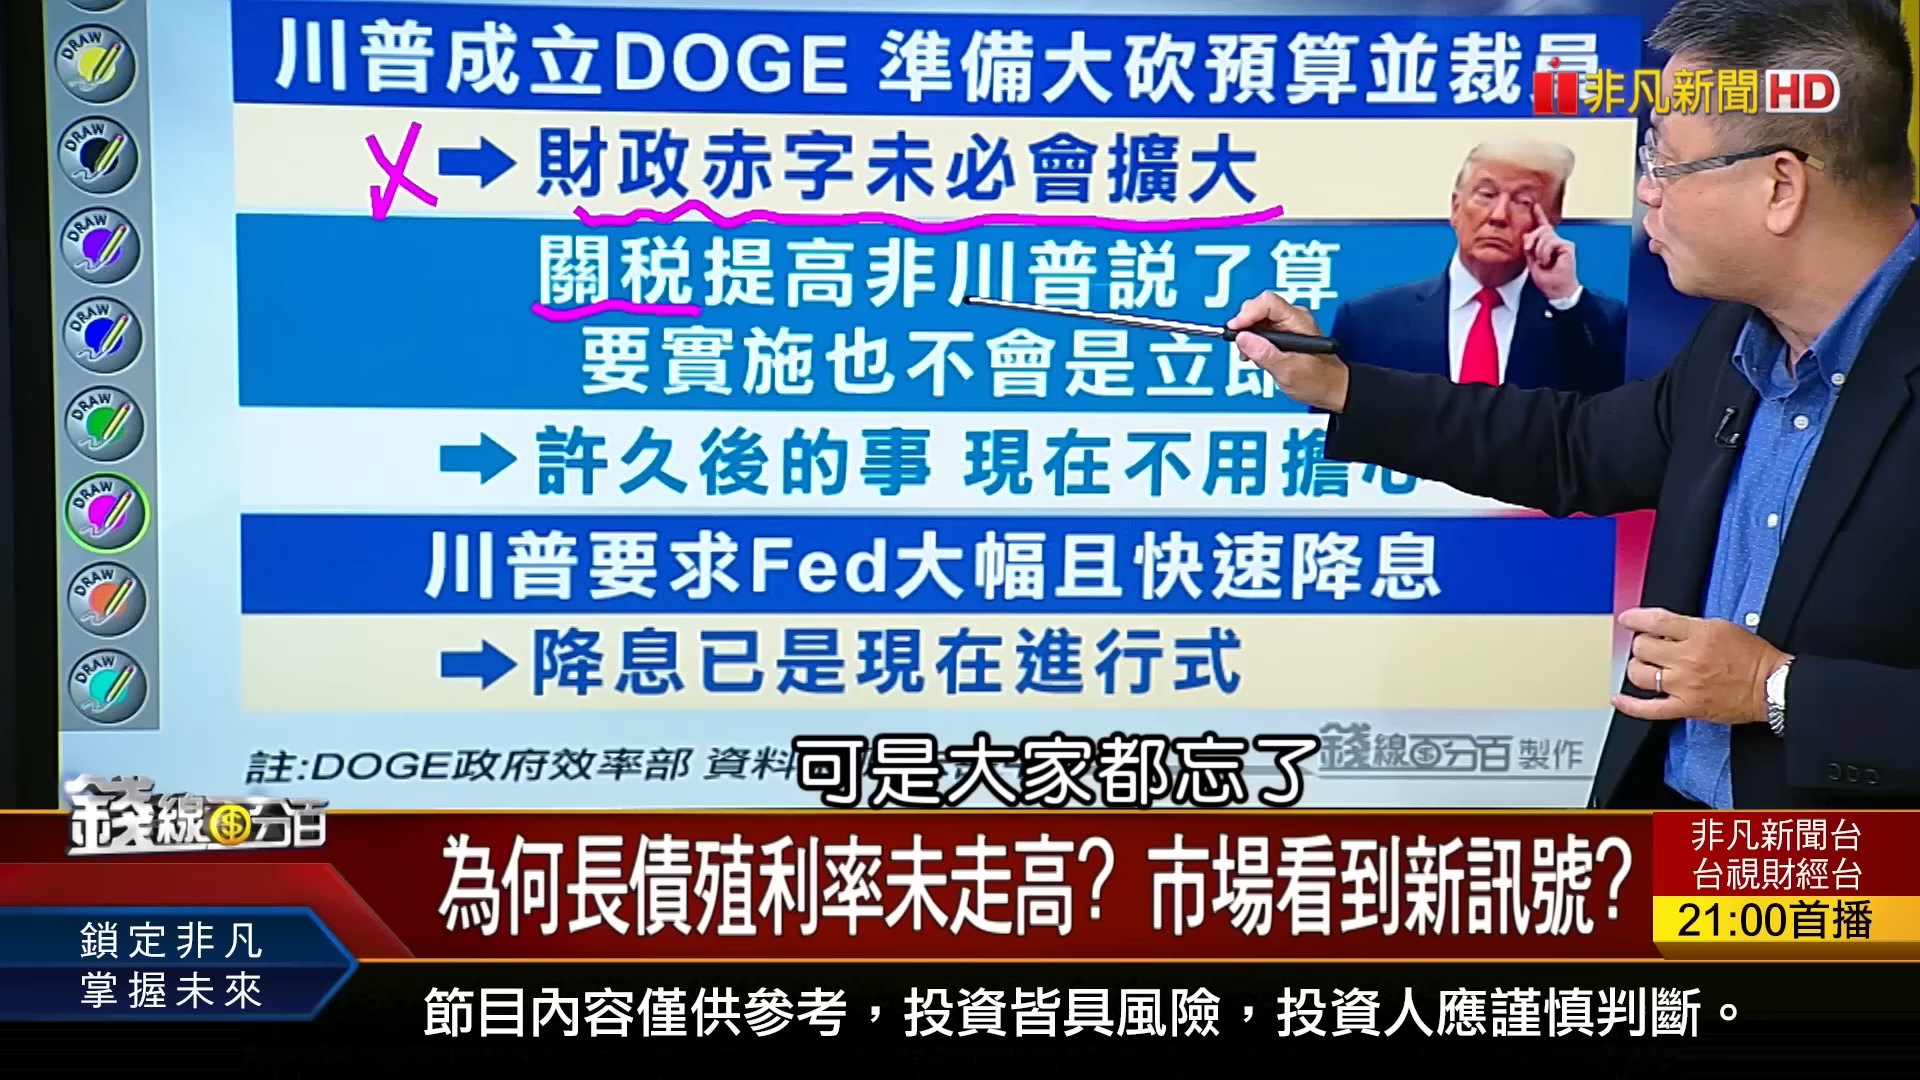 川普成立DOGE 準備大砍預算並裁員
非凡新聞HD
財政赤字未必會擴大
關稅提高非川普說了算
要實施也不會是立即
許久後的事 現在不用擔心
川普要求Fed大幅且快速降息
降息已是現在進行式
註:DOGE政府效率部 資料
錢線百分百 製作
DRAW
DRAW
DRAW
DRAW
DRAW
DRAW
DRAW
DRAW
可是大家都忘了
錢線百分百
為何長債殖利率未走高? 市場看到新訊號?
非凡新聞台
台視財經台
21:00首播
鎖定非凡
掌握未來
節目內容僅供參考,投資皆具風險,投資人應謹慎判斷。